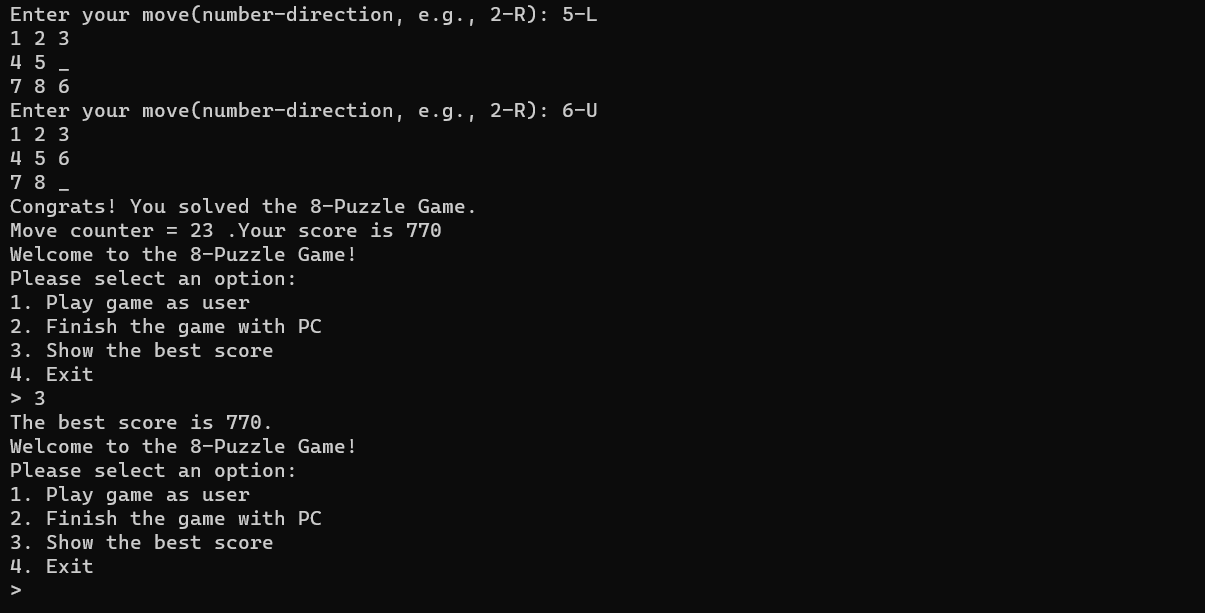 Enter your move(number-direction, e.g., 2-R): 5-L
1 2 3
4 5 _
7 8 6
Enter your move(number-direction, e.g., 2-R): 6-U
1 2 3
4 5 6
7 8 _
Congrats! You solved the 8-Puzzle Game.
Move counter = 23 .Your score is 770
Welcome to the 8-Puzzle Game!
Please select an option:
1. Play game as user
2. Finish the game with PC
3. Show the best score
4. Exit
> 3
The best score is 770.
Welcome to the 8-Puzzle Game!
Please select an option:
1. Play game as user
2. Finish the game with PC
3. Show the best score
4. Exit
>